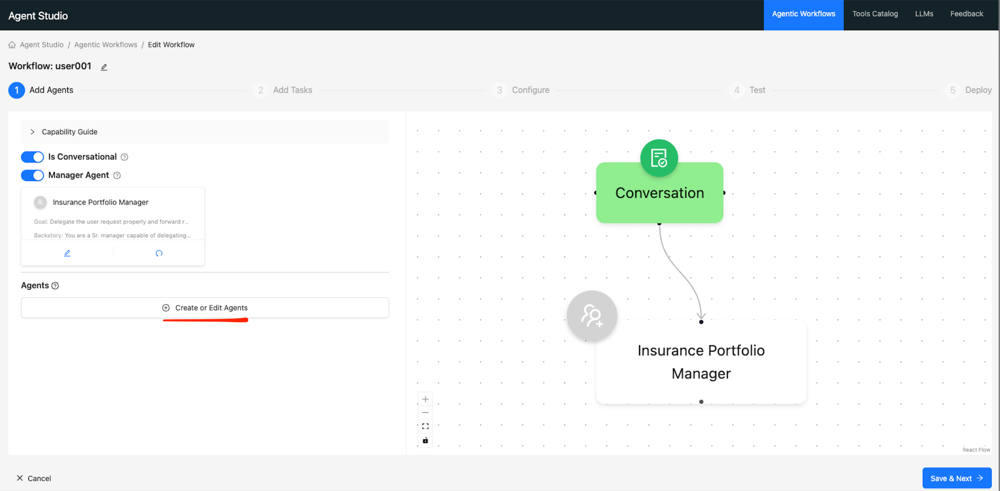 Agent Studio
Agentic Workflows
Tools Catalog
LLMs
Feedback
Agent Studio / Agentic Workflows / Edit Workflow
Workflow: user001
1 Add Agents
2 Add Tasks
3 Configure
4 Test
5 Deploy
Capability Guide
Is Conversational
Manager Agent
Insurance Portfolio Manager
Goal: Delegate the user request properly and forward r...
Backstory: You are a Sr. manager capable of delegating...
Agents
Create or Edit Agents
Conversation
Insurance Portfolio
Manager
React Flow
Cancel
Save & Next